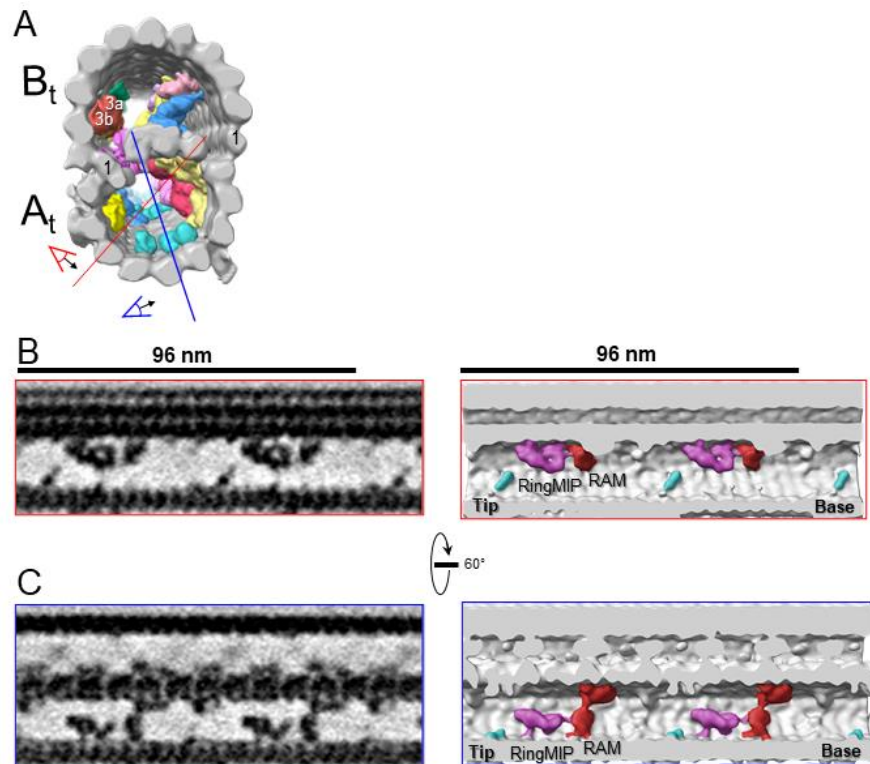 A
Bt
3a
3b
1
1
At
B
96 nm
96 nm
RingMIP
RAM
Tip
Base
60°
C
Tip
RingMIP
RAM
Base